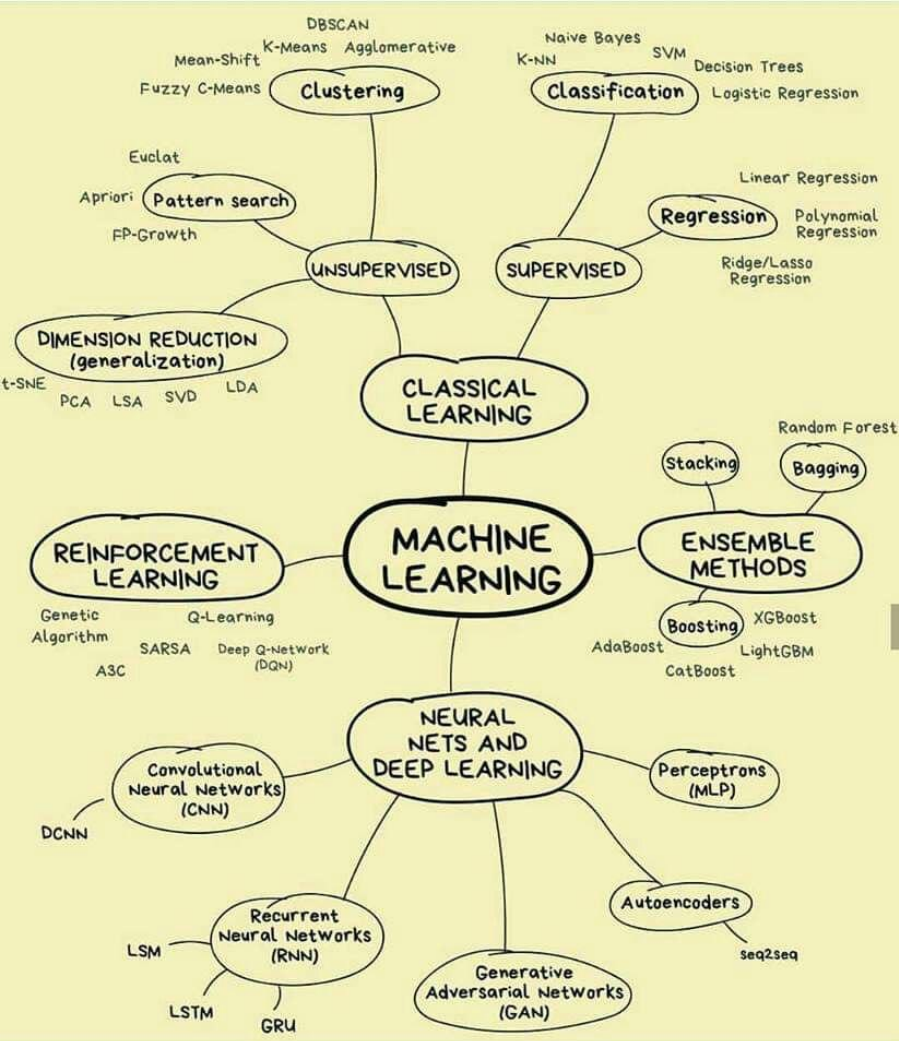 DBSCAN
K-Means
Agglomerative
Mean-Shift
Fuzzy C-Means
Clustering
Naive Bayes
K-NN
SVM
Decision Trees
Classification
Logistic Regression
Euclat
Apriori
Pattern search
FP-Growth
Linear Regression
Regression
Polynomial
Regression
Ridge/Lasso
Regression
UNSUPERVISED
SUPERVISED
DIMENSION REDUCTION
(generalization)
t-SNE
PCA
LSA
SVD
LDA
CLASSICAL
LEARNING
Random Forest
Stacking
Bagging
MACHINE
LEARNING
REINFORCEMENT
LEARNING
ENSEMBLE
METHODS
Genetic
Algorithm
Q-Learning
SARSA
Deep Q-Network
(DQN)
A3C
Boosting
XGBoost
AdaBoost
LightGBM
CatBoost
NEURAL
NETS AND
DEEP LEARNING
Convolutional
Neural Networks
(CNN)
DCNN
Perceptrons
(MLP)
Autoencoders
seq2seq
Recurrent
Neural Networks
(RNN)
LSM
LSTM
GRU
Generative
Adversarial Networks
(GAN)